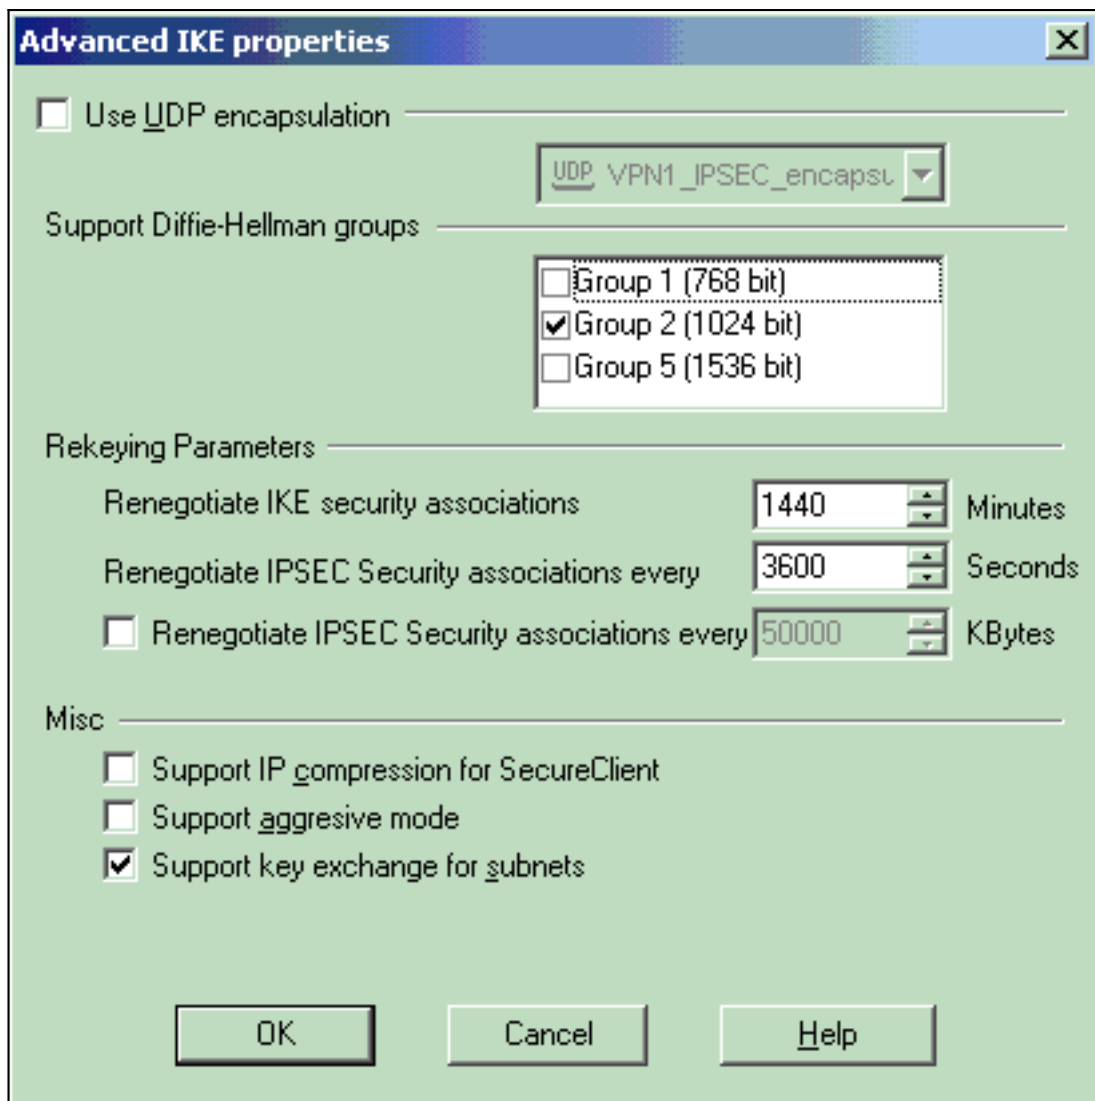 Advanced IKE properties
Use UDP encapsulation
UDP VPN1_IPSEC_encapsu
Support Diffie-Hellman groups
Group 1 (768 bit)
Group 2 (1024 bit)
Group 5 (1536 bit)
Rekeying Parameters
Renegotiate IKE security associations 1440 Minutes
Renegotiate IPSEC Security associations every 3600 Seconds
Renegotiate IPSEC Security associations every 50000 KBytes
Misc
Support IP compression for SecureClient
Support aggresive mode
Support key exchange for subnets
OK Cancel Help